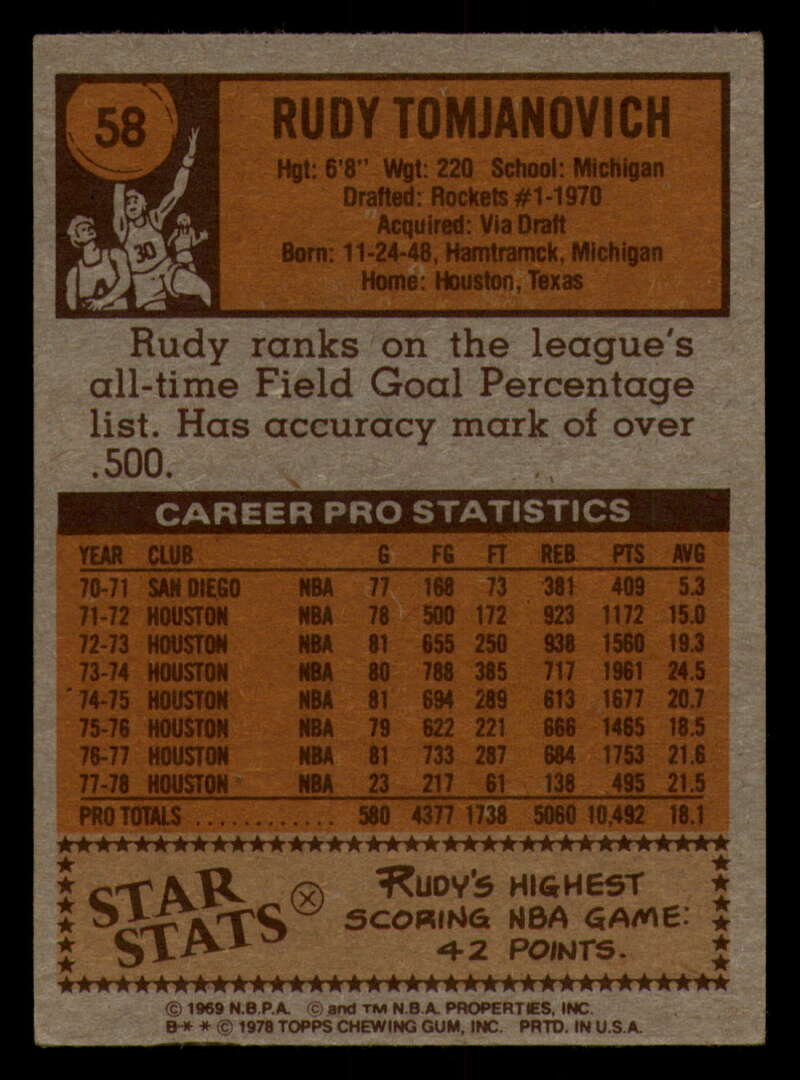 58
30
RUDY TOMJANOVICH
Hgt: 6'8" Wgt: 220 School: Michigan
Drafted: Rockets #1-1970
Acquired: Via Draft
Born: 11-24-48, Hamtramck, Michigan
Home: Houston, Texas
Rudy ranks on the league's
all-time Field Goal Percentage
list. Has accuracy mark of over
.500.
CAREER PRO STATISTICS
YEAR CLUB G FG FT REB PTS AVG
70-71 SAN DIEGO NBA 77 168 73 381 409 5.3
71-72 HOUSTON NBA 78 500 172 923 1172 15.0
72-73 HOUSTON NBA 81 655 250 938 1560 19.3
73-74 HOUSTON NBA 80 788 385 717 1961 24.5
74-75 HOUSTON NBA 81 694 289 613 1677 20.7
75-76 HOUSTON NBA 79 622 221 666 1465 18.5
76-77 HOUSTON NBA 81 733 287 684 1753 21.6
77-78 HOUSTON NBA 23 217 61 138 495 21.5
PRO TOTALS ............ 580 4377 1738 5060 10,492 18.1
STAR
STATS
RUDY'S HIGHEST
SCORING NBA GAME:
42 POINTS.
© 1969 N.B.P.A. © and TM N.B.A. PROPERTIES, INC.
B* * © 1978 TOPPS CHEWING GUM, INC. PRTD. IN U.S.A.